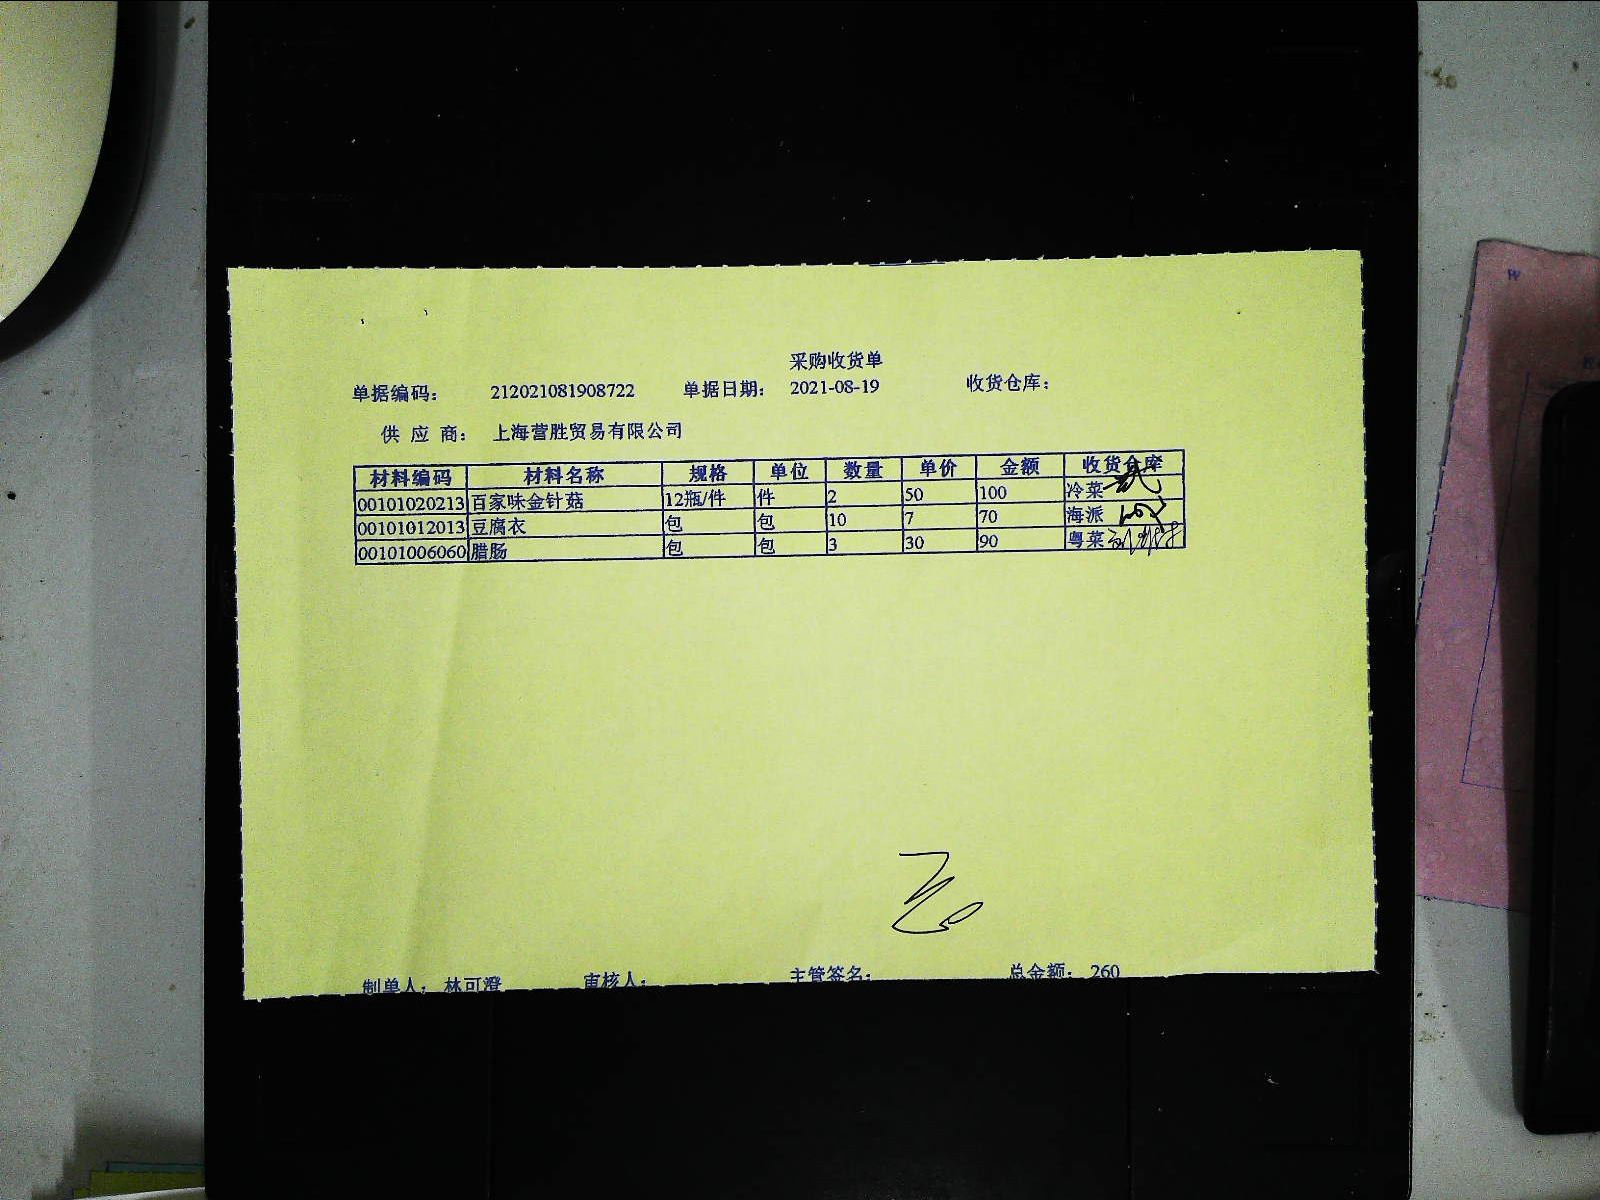 采购收货单
单据编码： 212021081908722 单据日期： 2021-08-19 收货仓库：
供 应 商： 上海营胜贸易有限公司
材料编码 材料名称 规格 单位 数量 单价 金额 收货仓库
00101020213 百家味金针菇 12瓶/件 件 2 50 100 冷菜
00101012013 豆腐衣 包 包 10 7 70 海派
00101006060 腊肠 包 包 3 30 90 粤菜
制单人： 林可澄 审核人： 主管签名： 总金额： 260